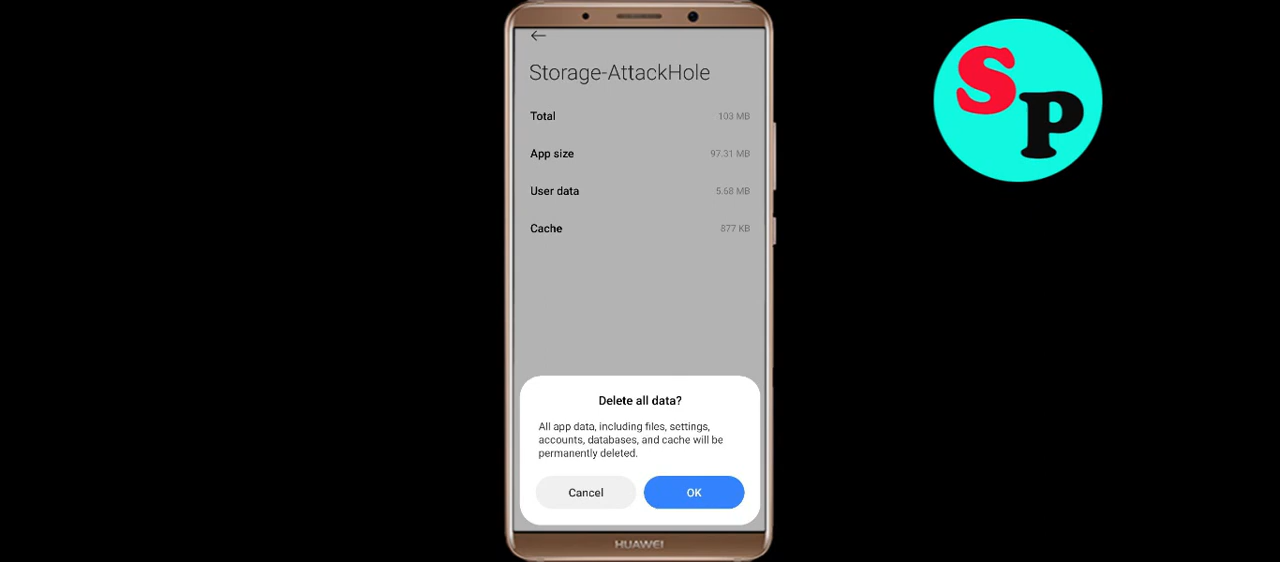 Storage-AttackHole
Total 103 MB
App size 97.31 MB
User data 5.68 MB
Cache 877 KB
Delete all data?
All app data, including files, settings,
accounts, databases, and cache will be
permanently deleted.
Cancel OK
HUAWEI
SP